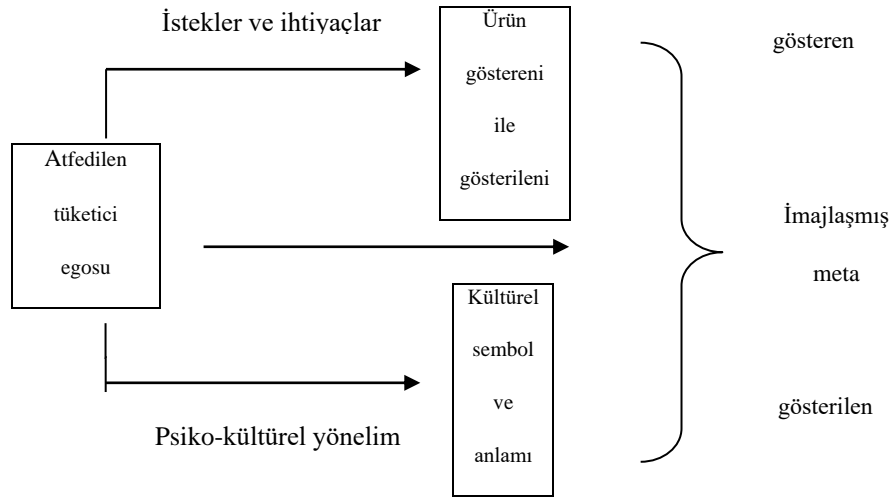 İstekler ve ihtiyaçlar
Ürün
göstereni
ile
gösterileni
gösteren
Atfedilen
tüketici
egosu
İmajlaşmış
meta
Kültürel
sembol
ve
anlamı
gösterilen
Psiko-kültürel yönelim